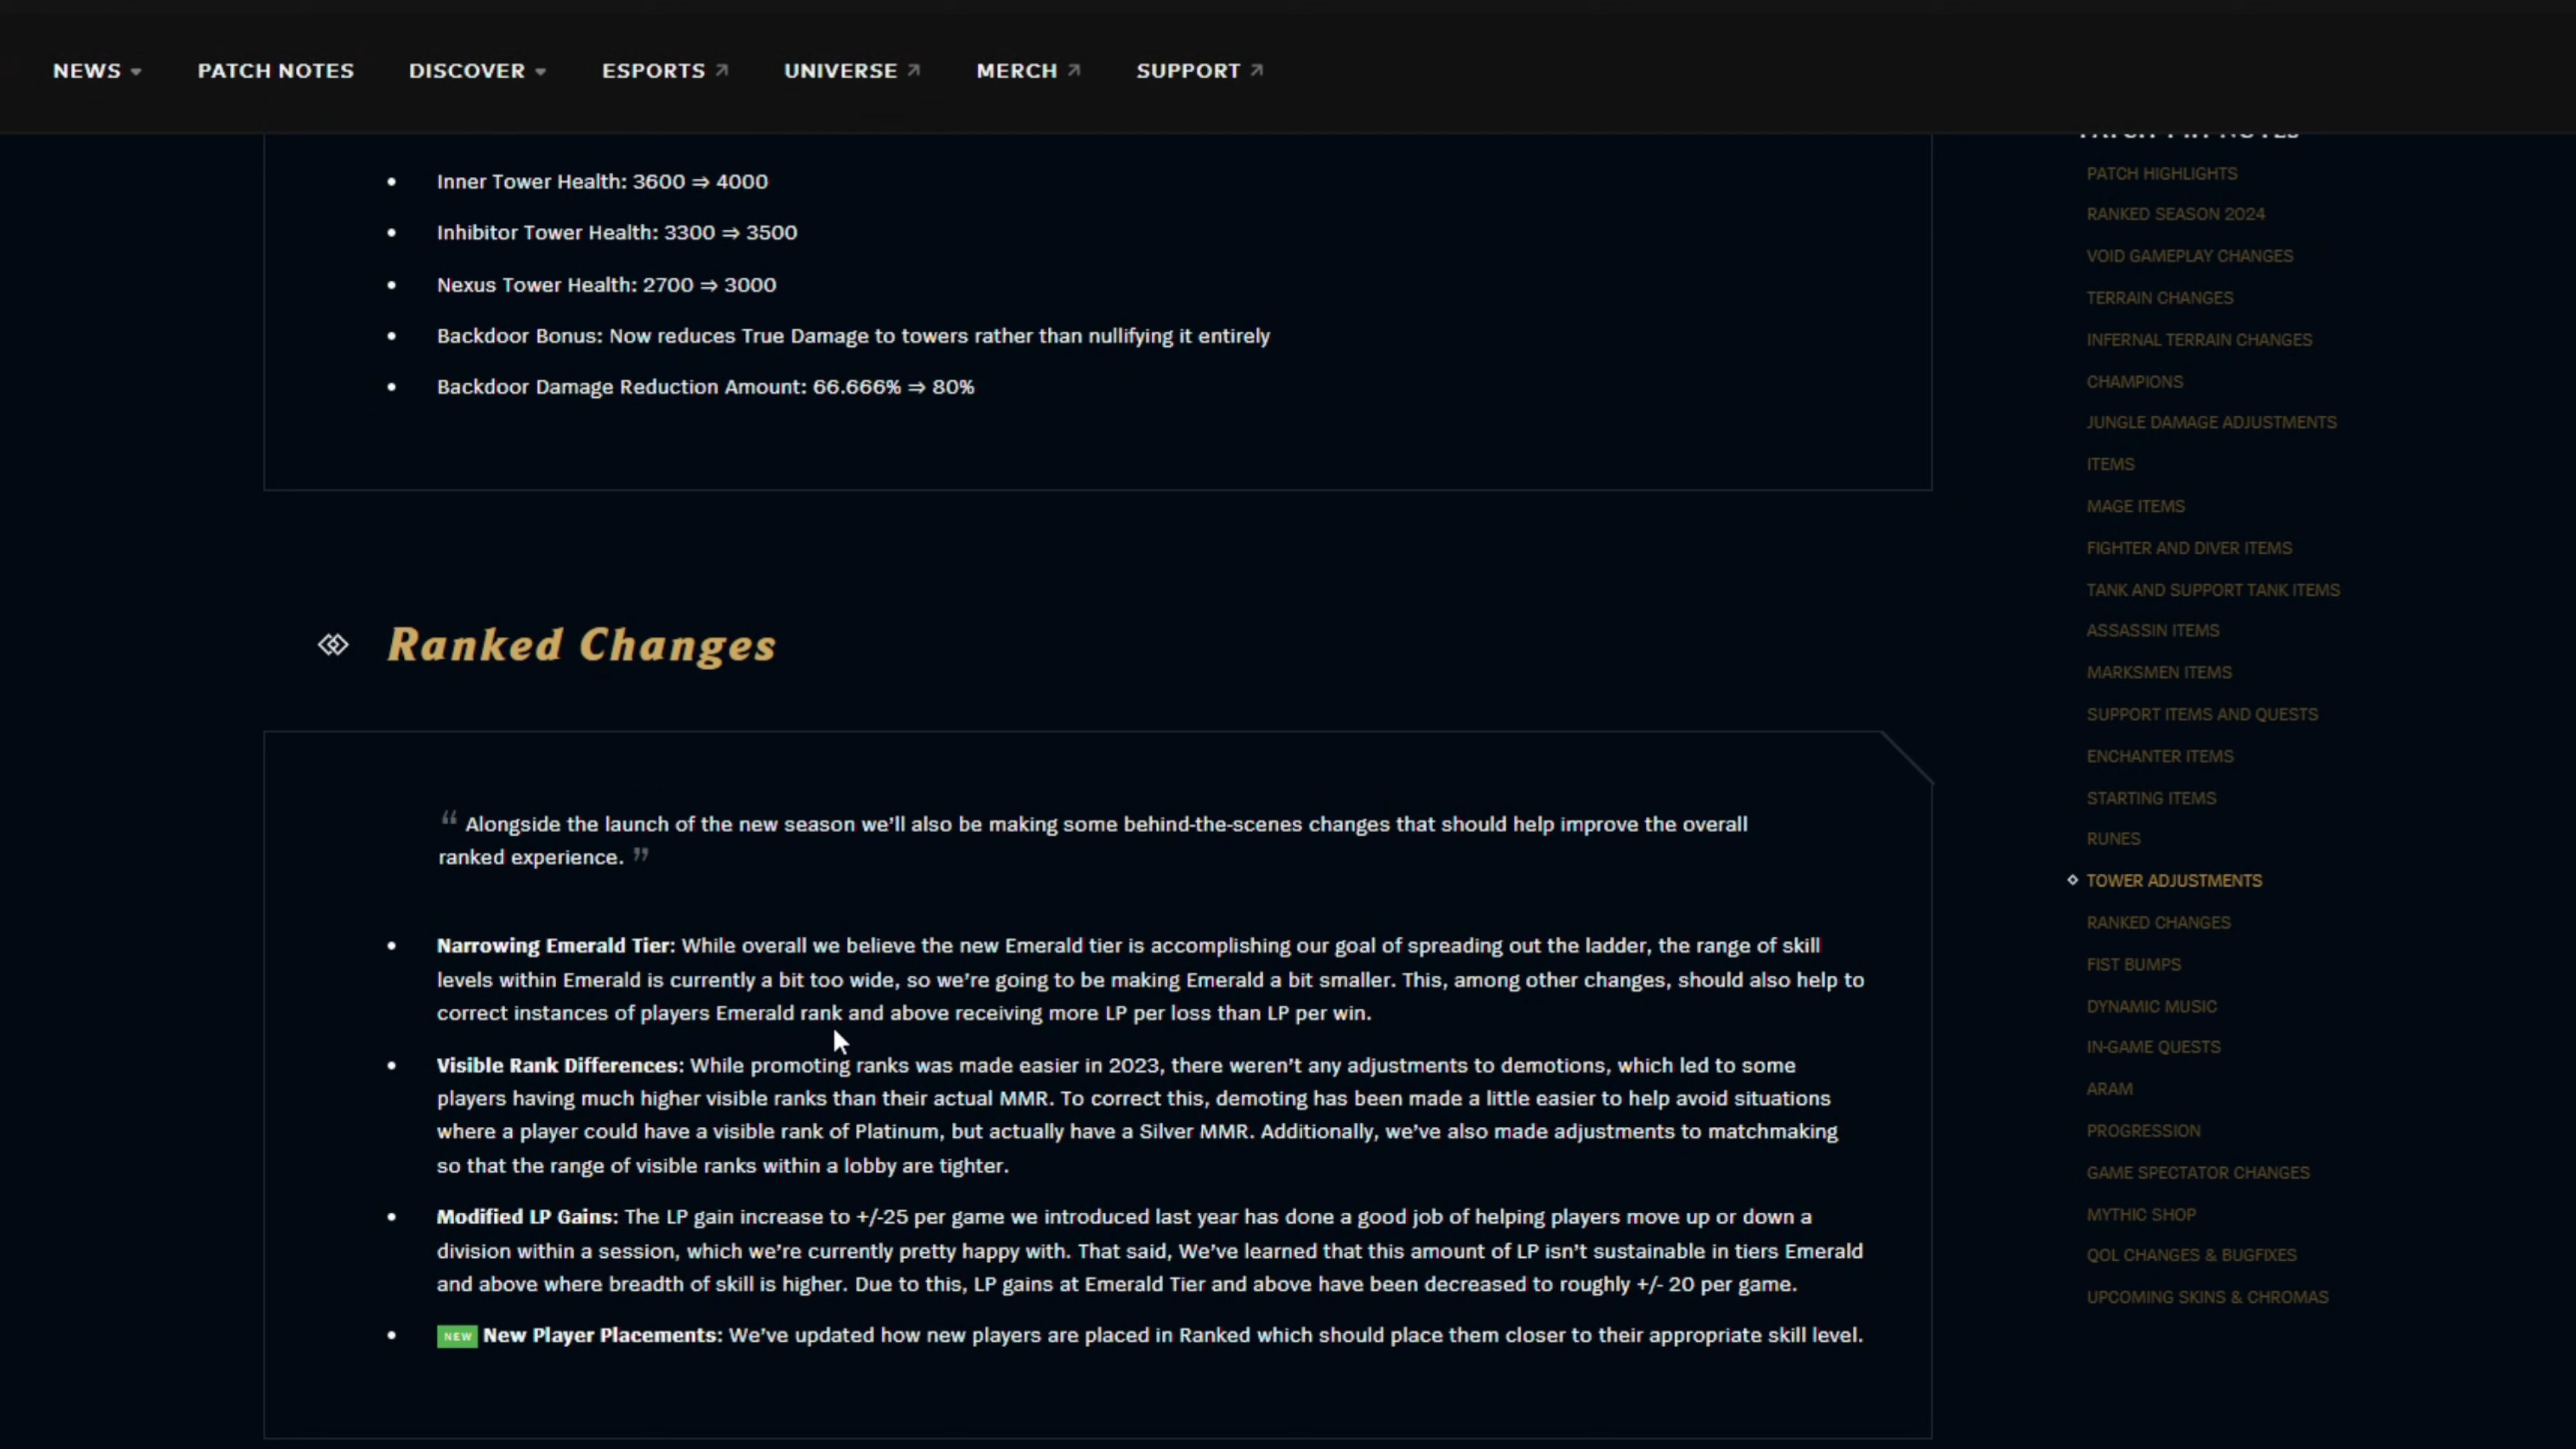 NEWS PATCH NOTES DISCOVER ESPORTS UNIVERSE MERCH SUPPORT
Inner Tower Health: 3600 ⇒ 4000
Inhibitor Tower Health: 3300 ⇒ 3500
Nexus Tower Health: 2700 ⇒ 3000
Backdoor Bonus: Now reduces True Damage to towers rather than nullifying it entirely
Backdoor Damage Reduction Amount: 66.666% ⇒ 80%
Ranked Changes
“ Alongside the launch of the new season we’ll also be making some behind-the-scenes changes that should help improve the overall
ranked experience. ”
Narrowing Emerald Tier: While overall we believe the new Emerald tier is accomplishing our goal of spreading out the ladder, the range of skill
levels within Emerald is currently a bit too wide, so we’re going to be making Emerald a bit smaller. This, among other changes, should also help to
correct instances of players Emerald rank and above receiving more LP per loss than LP per win.
Visible Rank Differences: While promoting ranks was made easier in 2023, there weren’t any adjustments to demotions, which led to some
players having much higher visible ranks than their actual MMR. To correct this, demoting has been made a little easier to help avoid situations
where a player could have a visible rank of Platinum, but actually have a Silver MMR. Additionally, we’ve also made adjustments to matchmaking
so that the range of visible ranks within a lobby are tighter.
Modified LP Gains: The LP gain increase to +/-25 per game we introduced last year has done a good job of helping players move up or down a
division within a session, which we’re currently pretty happy with. That said, We’ve learned that this amount of LP isn’t sustainable in tiers Emerald
and above where breadth of skill is higher. Due to this, LP gains at Emerald Tier and above have been decreased to roughly +/- 20 per game.
NEW New Player Placements: We’ve updated how new players are placed in Ranked which should place them closer to their appropriate skill level.
PATCH NOTES
PATCH HIGHLIGHTS
RANKED SEASON 2024
VOID GAMEPLAY CHANGES
TERRAIN CHANGES
INFERNAL TERRAIN CHANGES
CHAMPIONS
JUNGLE DAMAGE ADJUSTMENTS
ITEMS
MAGE ITEMS
FIGHTER AND DIVER ITEMS
TANK AND SUPPORT TANK ITEMS
ASSASSIN ITEMS
MARKSMEN ITEMS
SUPPORT ITEMS AND QUESTS
ENCHANTER ITEMS
STARTING ITEMS
RUNES
TOWER ADJUSTMENTS
RANKED CHANGES
FIST BUMPS
DYNAMIC MUSIC
IN-GAME QUESTS
ARAM
PROGRESSION
GAME SPECTATOR CHANGES
MYTHIC SHOP
QOL CHANGES & BUGFIXES
UPCOMING SKINS & CHROMAS